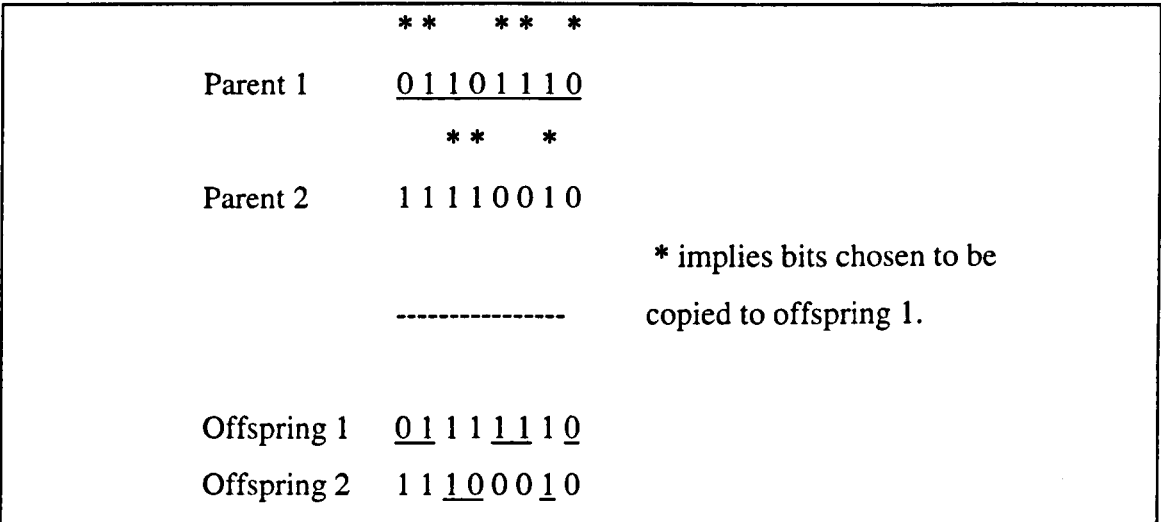 * * * * *
Parent 1 0 1 1 0 1 1 1 0
* * *
Parent 2 1 1 1 1 0 0 1 0
* implies bits chosen to be
---------------- copied to offspring 1.
Offspring 1 0 1 1 1 1 1 1 0
Offspring 2 1 1 1 0 0 0 1 0